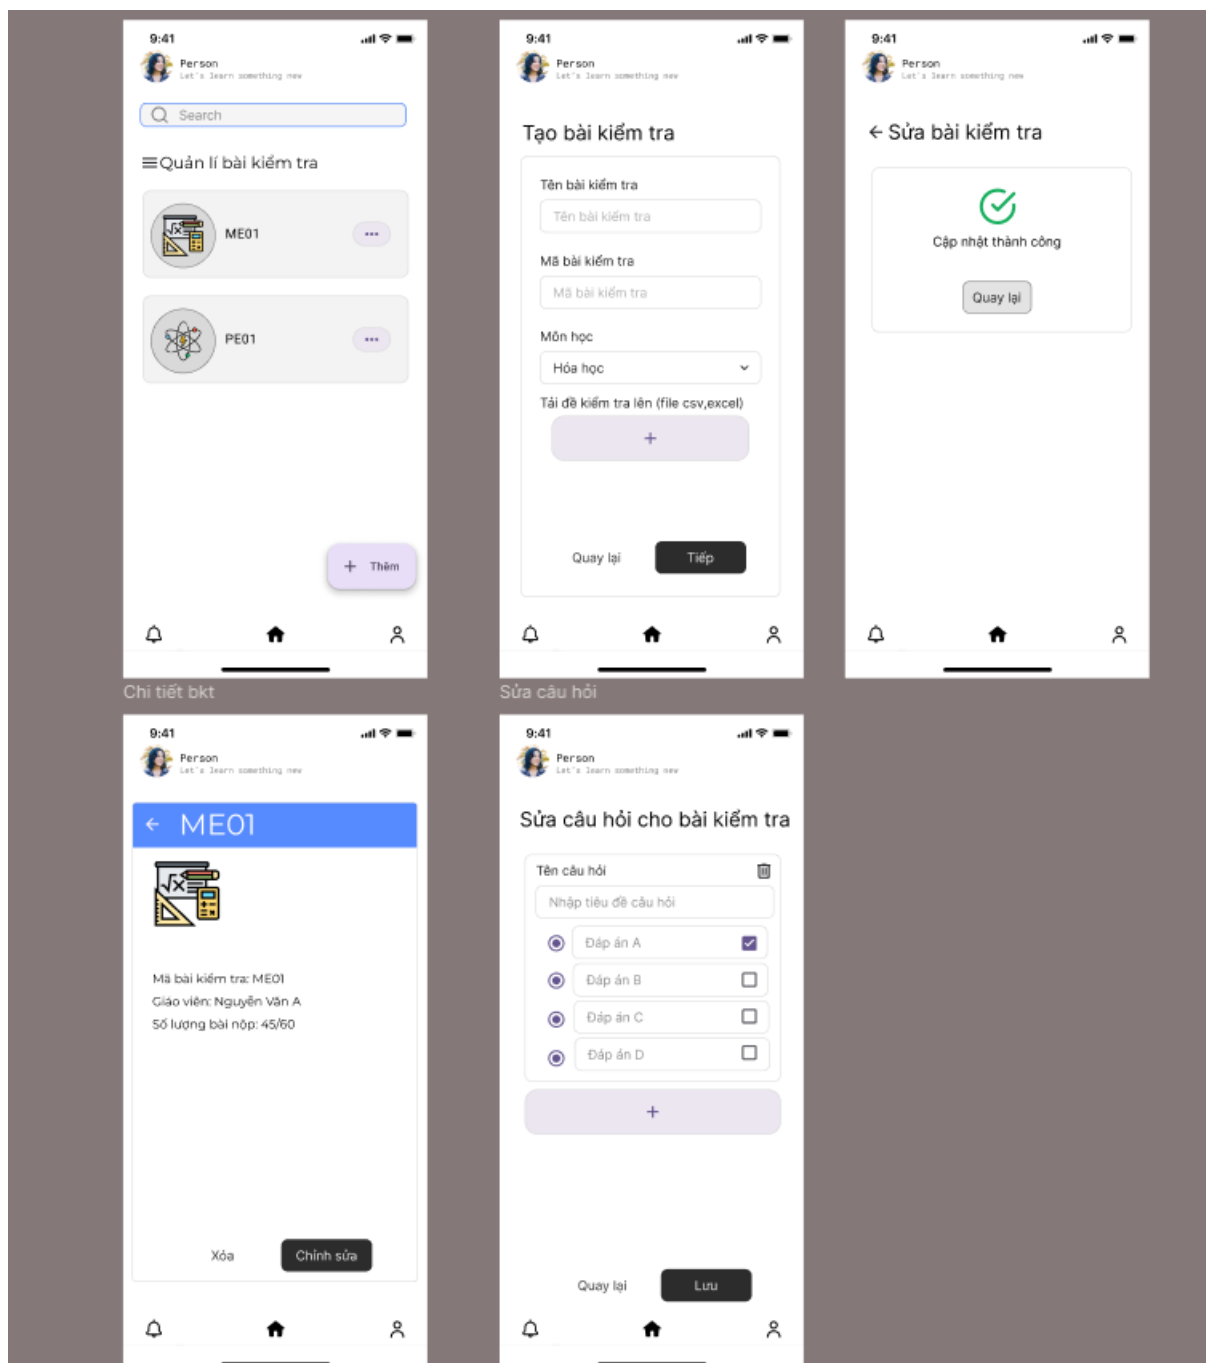 9:41
Person
Let's learn something new
Search
Quản lí bài kiểm tra
ME01
PE01
+ Thêm
9:41
Person
Let's learn something new
Tạo bài kiểm tra
Tên bài kiểm tra
Tên bài kiểm tra
Mã bài kiểm tra
Mã bài kiểm tra
Môn học
Hóa học
Tải đề kiểm tra lên (file csv,excel)
+
Quay lại
Tiếp
9:41
Person
Let's learn something new
Sửa bài kiểm tra
Cập nhật thành công
Quay lại
Chi tiết bkt
9:41
Person
Let's learn something new
ME01
√x
Mã bài kiểm tra: ME01
Giáo viên: Nguyễn Văn A
Số lượng bài nộp: 45/60
Xóa
Chỉnh sửa
Sửa câu hỏi
9:41
Person
Let's learn something new
Sửa câu hỏi cho bài kiểm tra
Tên câu hỏi
Nhập tiêu đề câu hỏi
Đáp án A
Đáp án B
Đáp án C
Đáp án D
+
Quay lại
Lưu